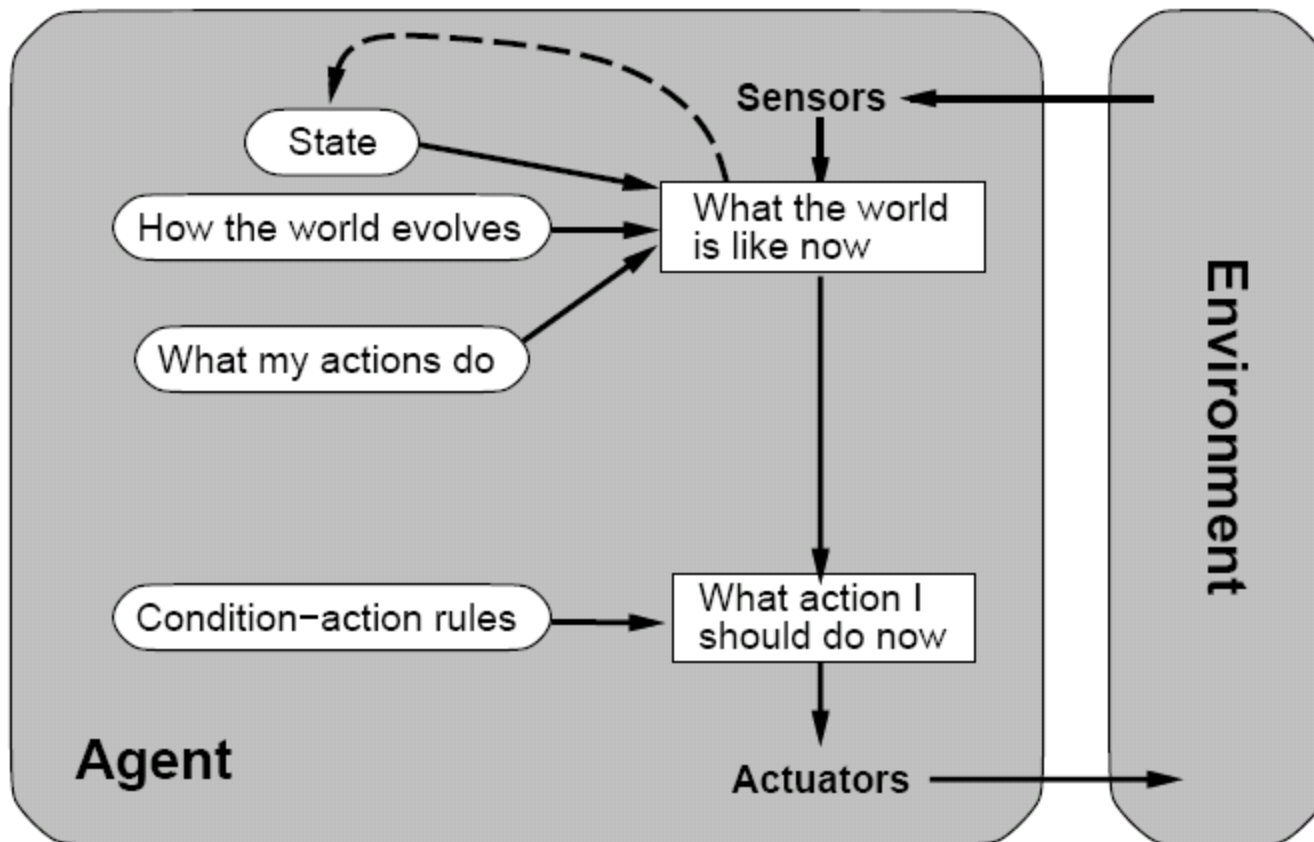 Sensors
State
What the world
is like now
How the world evolves
What my actions do
Environment
Condition−action rules
What action I
should do now
Agent
Actuators